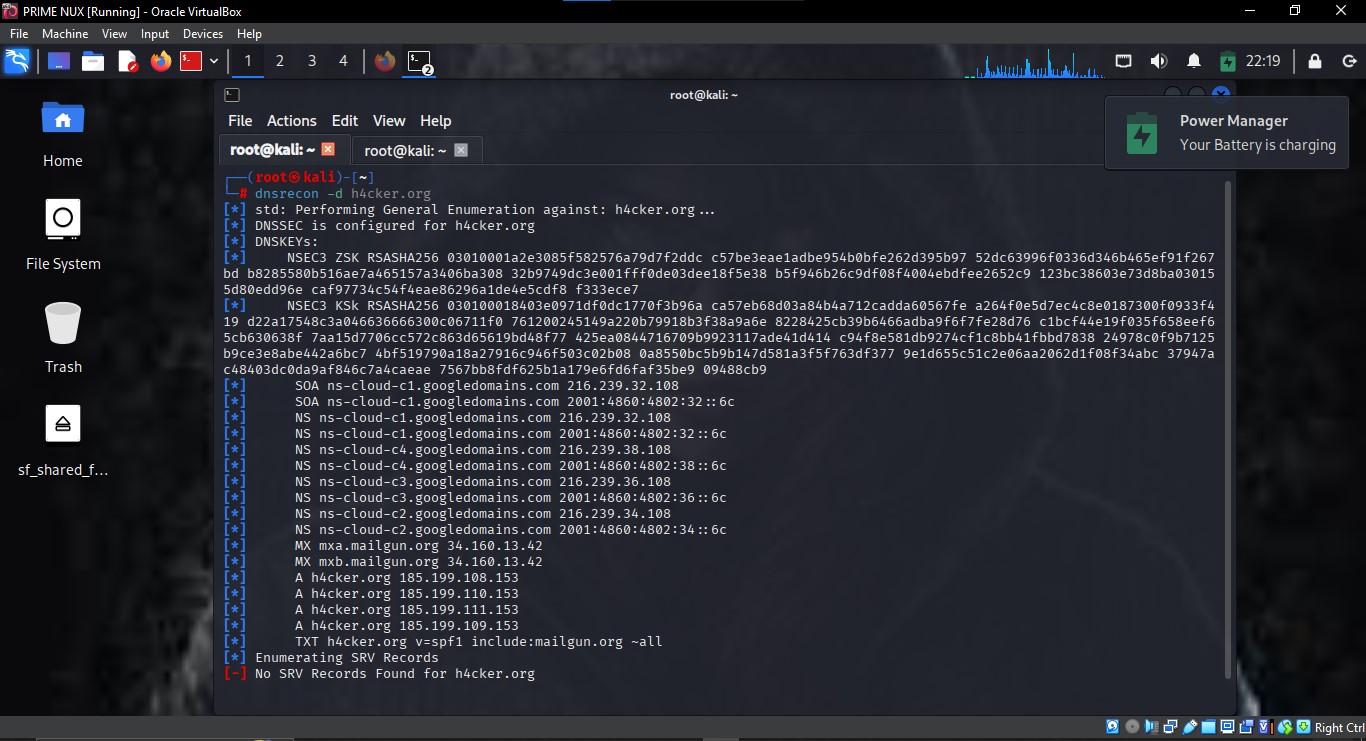 PRIME NUX [Running] - Oracle VirtualBox
File Machine View Input Devices Help
1 2 3 4 2 22:19
root@kali: ~
File Actions Edit View Help
root@kali: ~ root@kali: ~
Power Manager
Your Battery is charging
Home
File System
Trash
sf_shared_f...
(root㉿kali)-[~]
# dnsrecon -d h4cker.org
[*] std: Performing General Enumeration against: h4cker.org...
[*] DNSSEC is configured for h4cker.org
[*] DNSKEYs:
[*] NSEC3 ZSK RSASHA256 03010001a2e3085f582576a79d7f2ddc c57be3eae1adbe954b0bfe262d395b97 52dc63996f0336d346b465ef91f267
bd b8285580b516ae7a465157a3406ba308 32b9749dc3e001fff0de03dee18f5e38 b5f946b26c9df08f4004ebdfee2652c9 123bc38603e73d8ba03015
5d80edd96e caf97734c54f4eae86296a1de4e5cdf8 f333ece7
[*] NSEC3 KSk RSASHA256 030100018403e0971df0dc1770f3b96a ca57eb68d03a84b4a712cadda60567fe a264f0e5d7ec4c8e0187300f0933f4
19 d22a17548c3a046636666300c06711f0 761200245149a220b79918b3f38a9a6e 8228425cb39b6466adba9f6f7fe28d76 c1bcf44e19f035f658eef6
5cb630638f 7aa15d7706cc572c863d65619bd48f77 425ea0844716709b9923117ade41d414 c94f8e581db9274cf1c8bb41fbbd7838 24978c0f9b7125
b9ce3e8abe442a6bc7 4bf519790a18a27916c946f503c02b08 0a8550bc5b9b147d581a3f5f763df377 9e1d655c51c2e06aa2062d1f08f34abc 37947a
c48403dc0da9af846c7a4caeae 7567bb8fdf625b1a179e6fd6faf35be9 09488cb9
[*] SOA ns-cloud-c1.googledomains.com 216.239.32.108
[*] SOA ns-cloud-c1.googledomains.com 2001:4860:4802:32::6c
[*] NS ns-cloud-c1.googledomains.com 216.239.32.108
[*] NS ns-cloud-c1.googledomains.com 2001:4860:4802:32::6c
[*] NS ns-cloud-c4.googledomains.com 216.239.38.108
[*] NS ns-cloud-c4.googledomains.com 2001:4860:4802:38::6c
[*] NS ns-cloud-c3.googledomains.com 216.239.36.108
[*] NS ns-cloud-c3.googledomains.com 2001:4860:4802:36::6c
[*] NS ns-cloud-c2.googledomains.com 216.239.34.108
[*] NS ns-cloud-c2.googledomains.com 2001:4860:4802:34::6c
[*] MX mxa.mailgun.org 34.160.13.42
[*] MX mxb.mailgun.org 34.160.13.42
[*] A h4cker.org 185.199.108.153
[*] A h4cker.org 185.199.110.153
[*] A h4cker.org 185.199.111.153
[*] A h4cker.org 185.199.109.153
[*] TXT h4cker.org v=spf1 include:mailgun.org ~all
[*] Enumerating SRV Records
[-] No SRV Records Found for h4cker.org
Right Ctrl